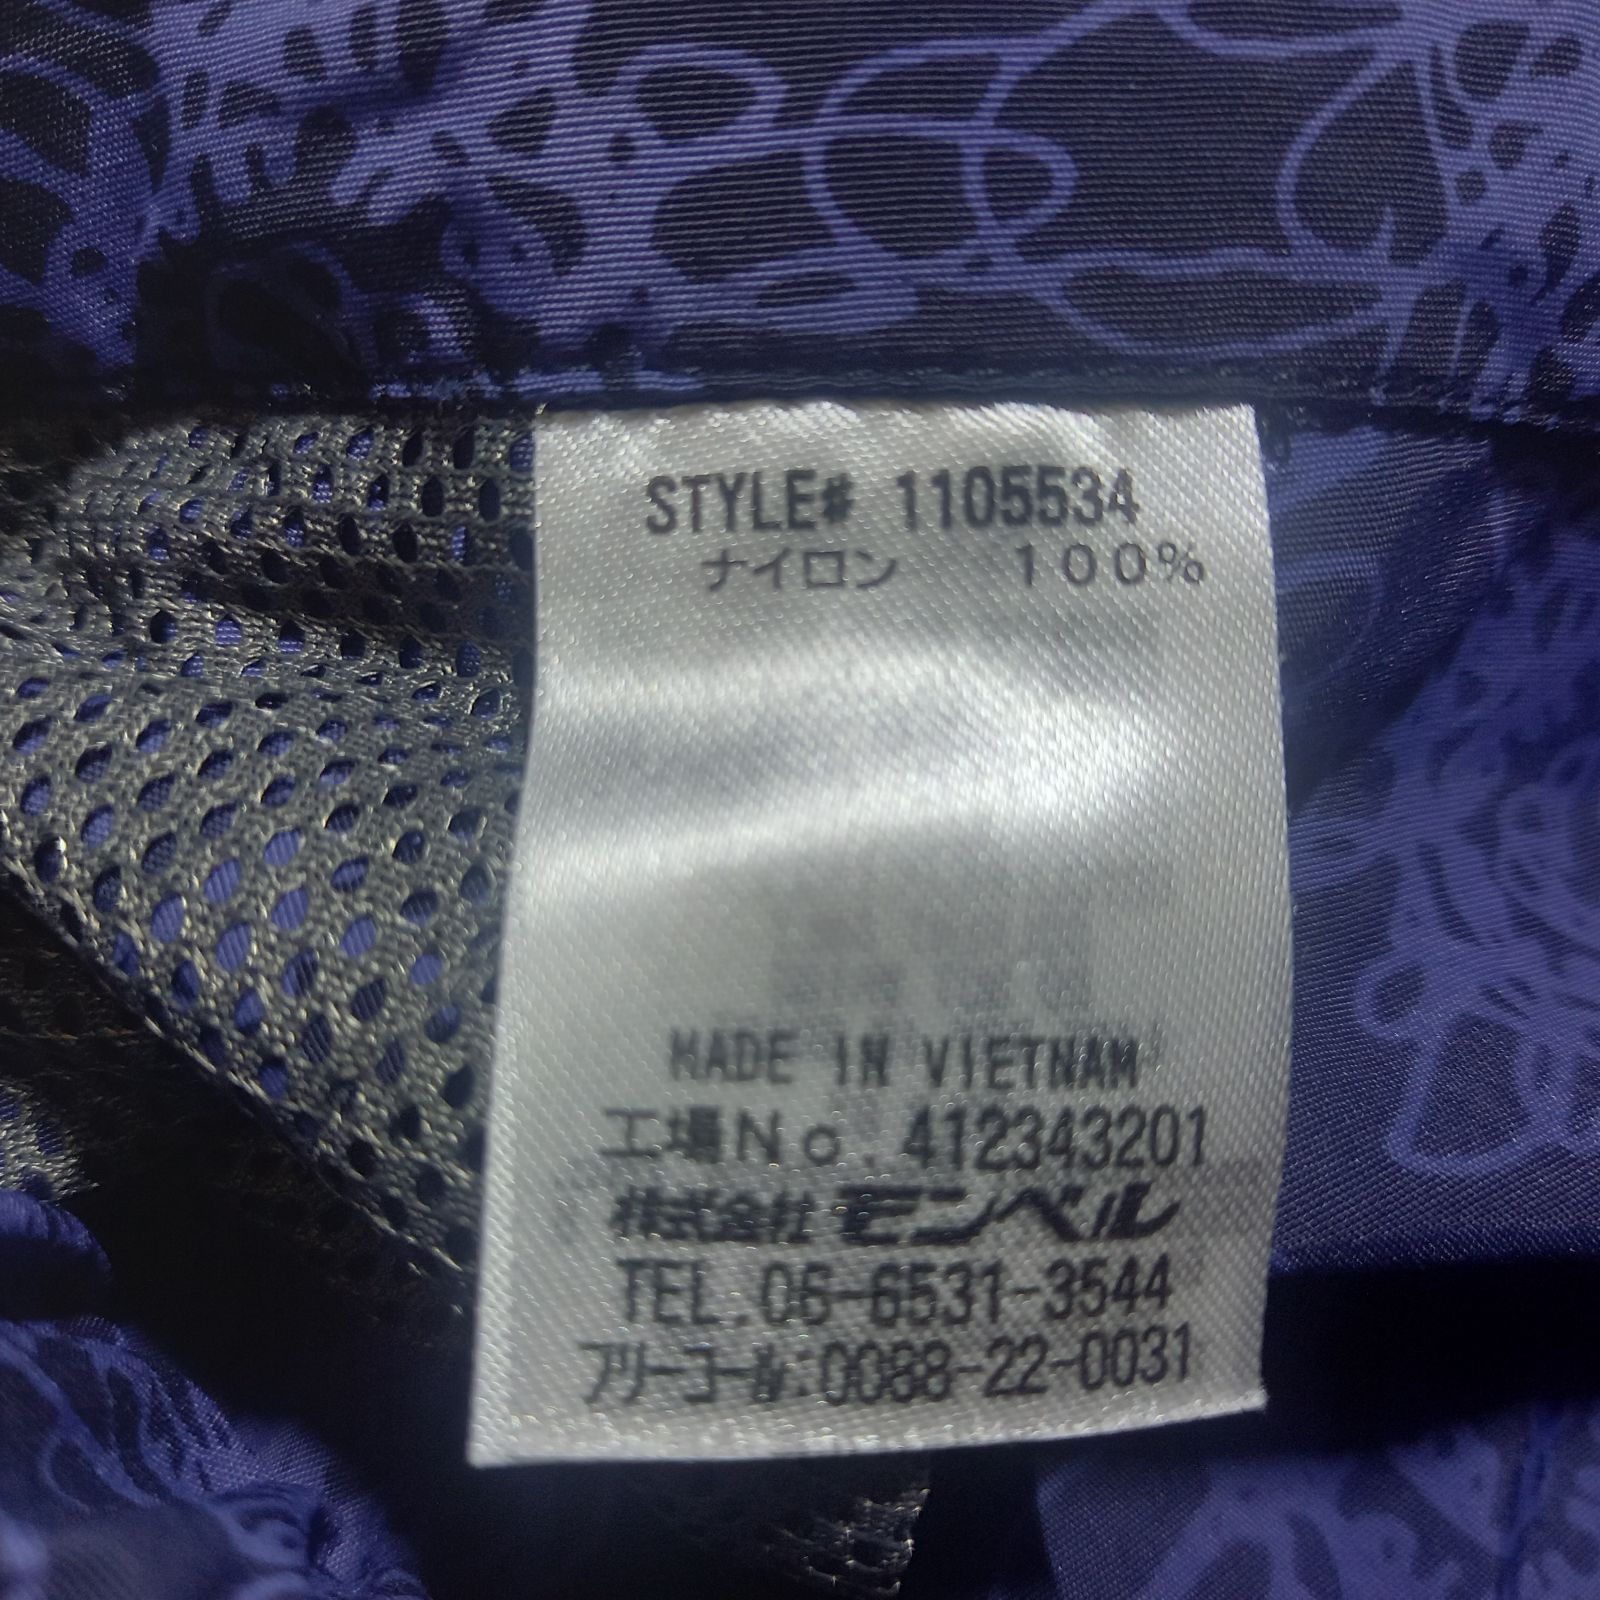 STYLE# 1105534
ナイロン 100%
MADE IN VIETNAM
工場No. 412343201
株式会社モンベル
TEL. 06-6531-3544
フリーコール:0088-22-0031